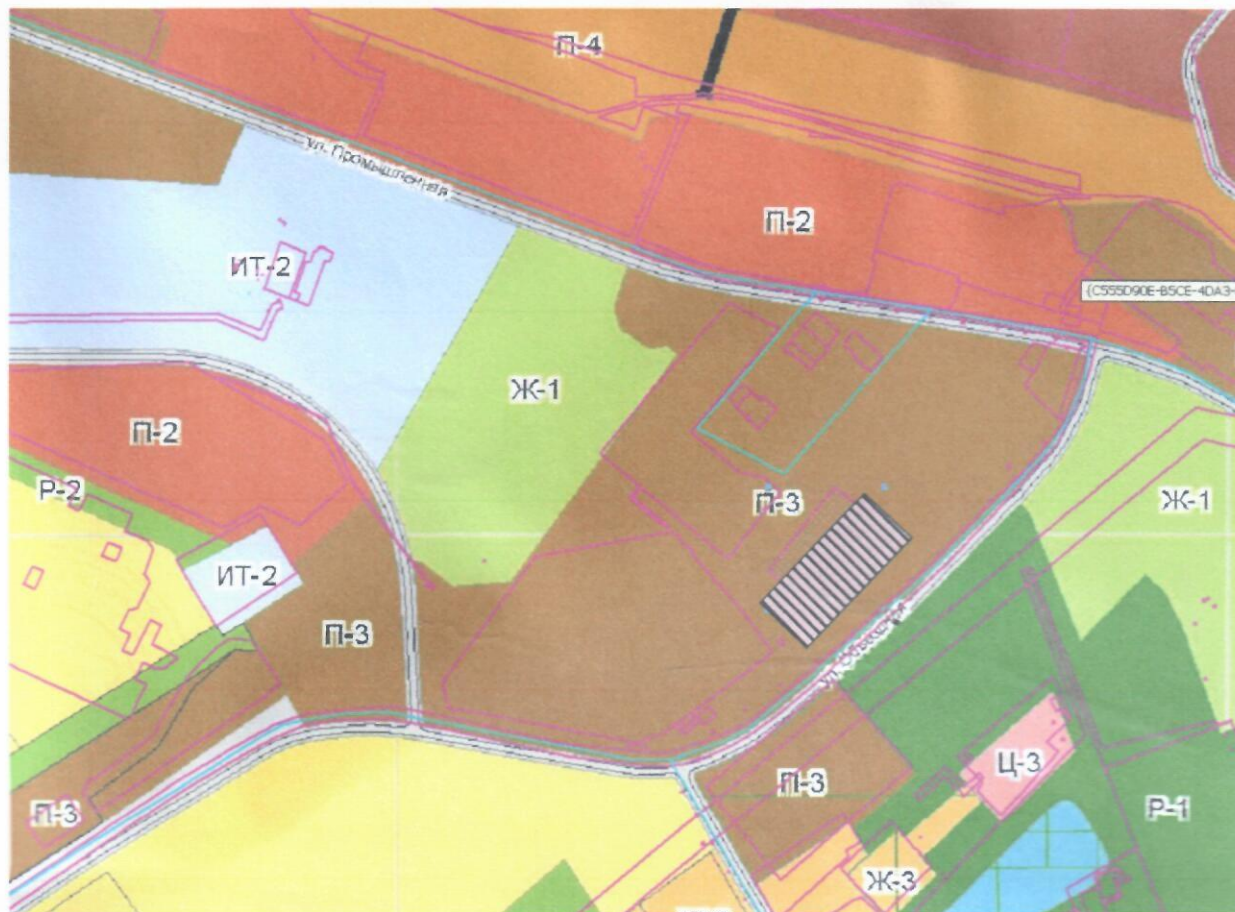 П-4
ул. Промышленная
П-2
ИТ-2
{C555D90E-B5CE-4DA3-
Ж-1
П-2
Р-2
П-3
Ж-1
ИТ-2
П-3
ул.
Ц-3
П-3
П-3
Р-1
Ж-3